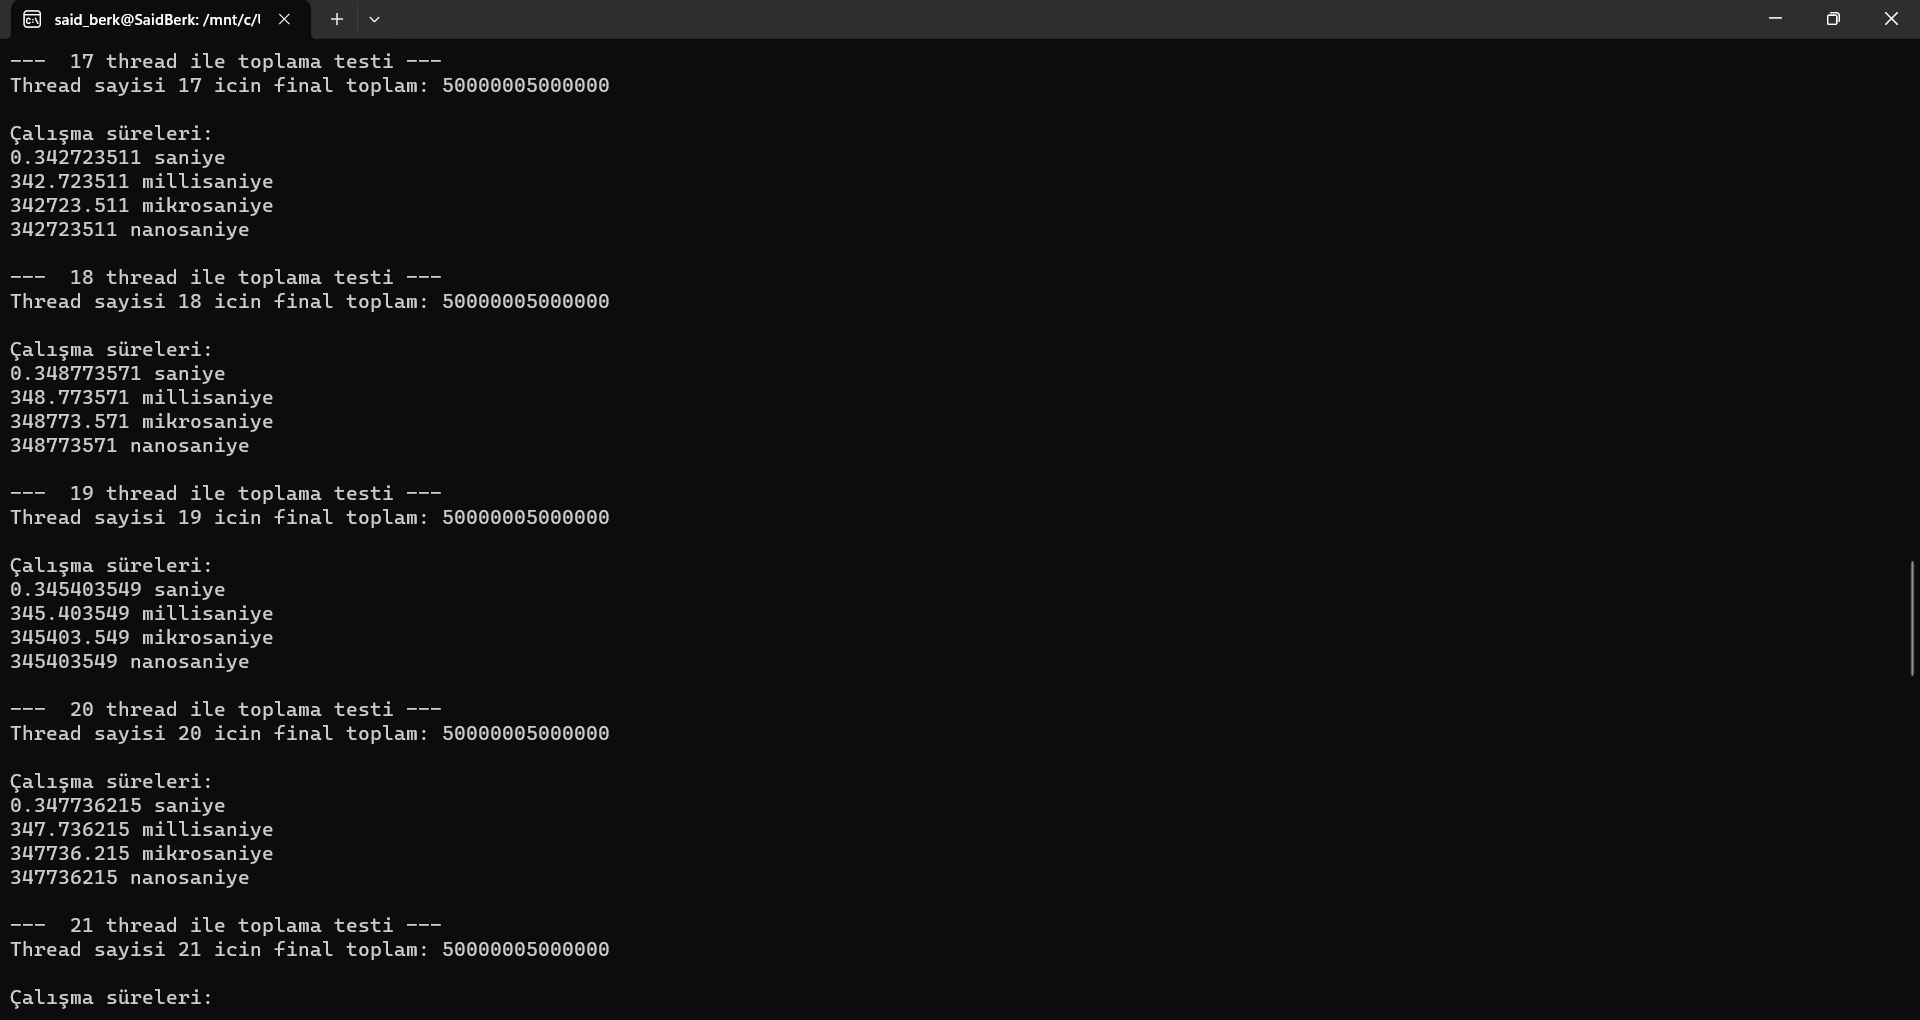 said_berk@SaidBerk: /mnt/c/
---  17 thread ile toplama testi ---
Thread sayisi 17 icin final toplam: 50000005000000
Çalışma süreleri:
0.342723511 saniye
342.723511 millisaniye
342723.511 mikrosaniye
342723511 nanosaniye
---  18 thread ile toplama testi ---
Thread sayisi 18 icin final toplam: 50000005000000
Çalışma süreleri:
0.348773571 saniye
348.773571 millisaniye
348773.571 mikrosaniye
348773571 nanosaniye
---  19 thread ile toplama testi ---
Thread sayisi 19 icin final toplam: 50000005000000
Çalışma süreleri:
0.345403549 saniye
345.403549 millisaniye
345403.549 mikrosaniye
345403549 nanosaniye
---  20 thread ile toplama testi ---
Thread sayisi 20 icin final toplam: 50000005000000
Çalışma süreleri:
0.347736215 saniye
347.736215 millisaniye
347736.215 mikrosaniye
347736215 nanosaniye
---  21 thread ile toplama testi ---
Thread sayisi 21 icin final toplam: 50000005000000
Çalışma süreleri: